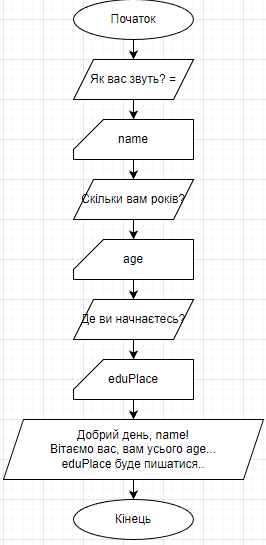 Початок
Як вас звуть? =
name
Скільки вам років?
age
Де ви начнаєтесь?
eduPlace
Добрий день, name!
Вітаємо вас, вам усього age...
eduPlace буде пишатися..
Кінець